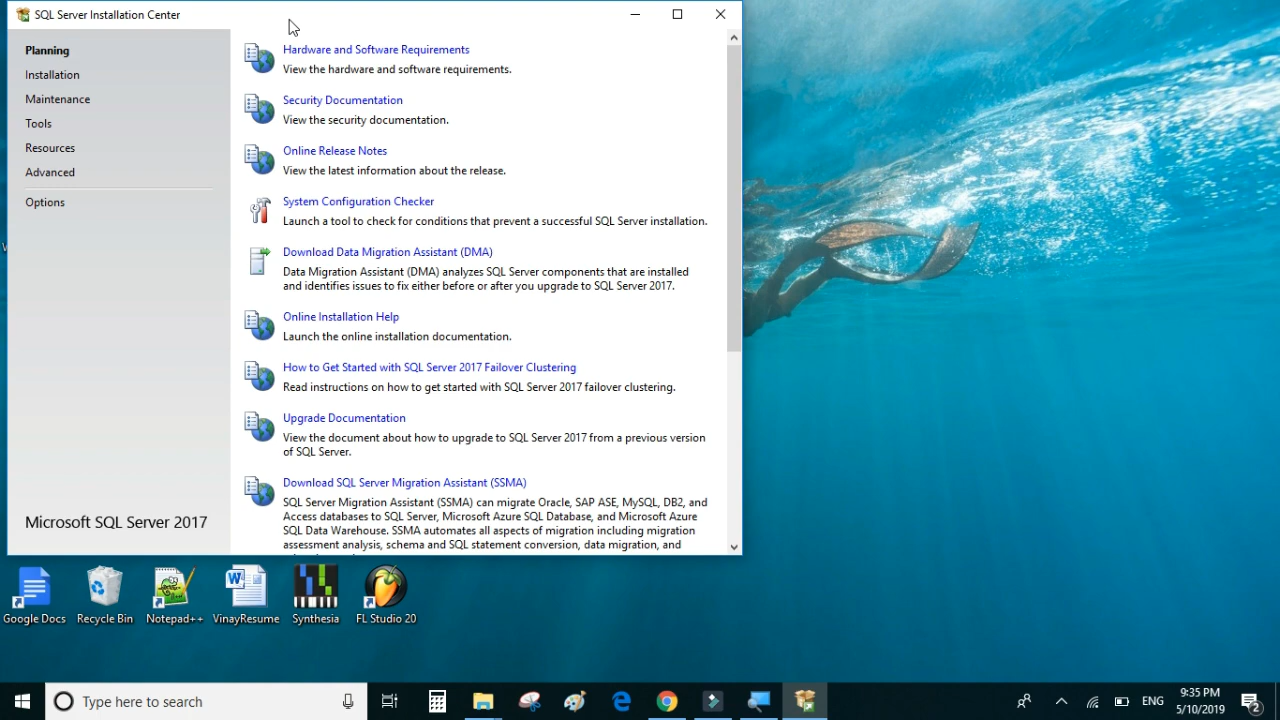 SQL Server Installation Center
Planning
Installation
Maintenance
Tools
Resources
Advanced
Options
Microsoft SQL Server 2017
Hardware and Software Requirements
View the hardware and software requirements.
Security Documentation
View the security documentation.
Online Release Notes
View the latest information about the release.
System Configuration Checker
Launch a tool to check for conditions that prevent a successful SQL Server installation.
Download Data Migration Assistant (DMA)
Data Migration Assistant (DMA) analyzes SQL Server components that are installed
and identifies issues to fix either before or after you upgrade to SQL Server 2017.
Online Installation Help
Launch the online installation documentation.
How to Get Started with SQL Server 2017 Failover Clustering
Read instructions on how to get started with SQL Server 2017 failover clustering.
Upgrade Documentation
View the document about how to upgrade to SQL Server 2017 from a previous version
of SQL Server.
Download SQL Server Migration Assistant (SSMA)
SQL Server Migration Assistant (SSMA) can migrate Oracle, SAP ASE, MySQL, DB2, and
Access databases to SQL Server, Microsoft Azure SQL Database, and Microsoft Azure
SQL Data Warehouse. SSMA automates all aspects of migration including migration
assessment analysis, schema and SQL statement conversion, data migration, and
Google Docs
Recycle Bin
Notepad++
VinayResume
Synthesia
FL Studio 20
Type here to search
ENG
9:35 PM
5/10/2019
2